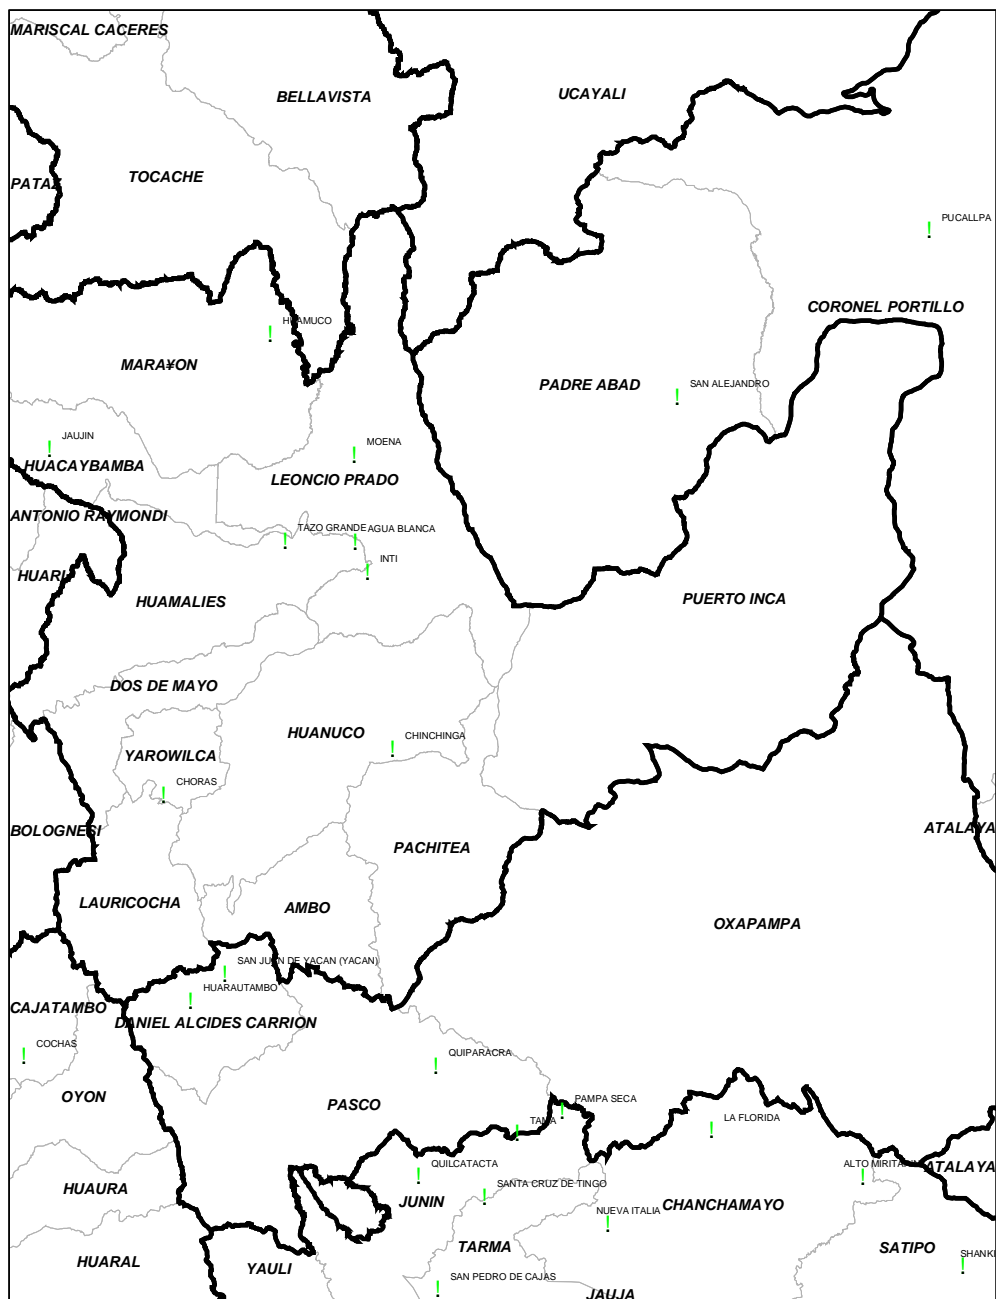 MARISCAL CACERES
BELLAVISTA
UCAYALI
TOCACHE
PATAZ
PUCALLPA
CORONEL PORTILLO
HUAMUCO
MARA¥ON
PADRE ABAD
SAN ALEJANDRO
JAUJIN
MOENA
HUACAYBAMBA
LEONCIO PRADO
ANTONIO RAYMONDI
TAZO GRANDE
AGUA BLANCA
INTI
HUARI
HUAMALIES
PUERTO INCA
DOS DE MAYO
HUANUCO
CHINCHINGA
YAROWILCA
CHORAS
BOLOGNESI
ATALAYA
PACHITEA
LAURICOCHA
AMBO
OXAPAMPA
SAN JUAN DE YACAN (YACAN)
HUARAUTAMBO
CAJATAMBO
DANIEL ALCIDES CARRION
COCHAS
QUIPARACRA
OYON
PASCO
PAMPA SECA
TAMA
LA FLORIDA
QUILCATACTA
ALTO
ATALAYA
HUAURA
SANTA CRUZ DE TINGO
JUNIN
CHANCHAMAYO
NUEVA ITALIA
TARMA
SATIPO
HUARAL
YAULI
SHANKI
SAN PEDRO DE CAJAS
JAUJA